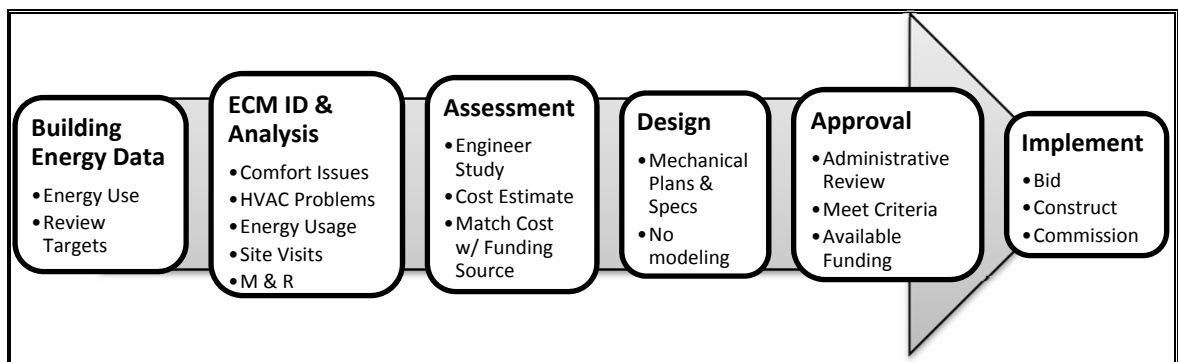 Building
Energy Data
•Energy Use
•Review
Targets
ECM ID &
Analysis
•Comfort Issues
•HVAC Problems
•Energy Usage
•Site Visits
•M & R
Assessment
•Engineer
Study
•Cost Estimate
•Match Cost
w/ Funding
Source
Design
•Mechanical
Plans &
Specs
•No
modeling
Approval
•Administrative
Review
•Meet Criteria
•Available
Funding
Implement
•Bid
•Construct
•Commission